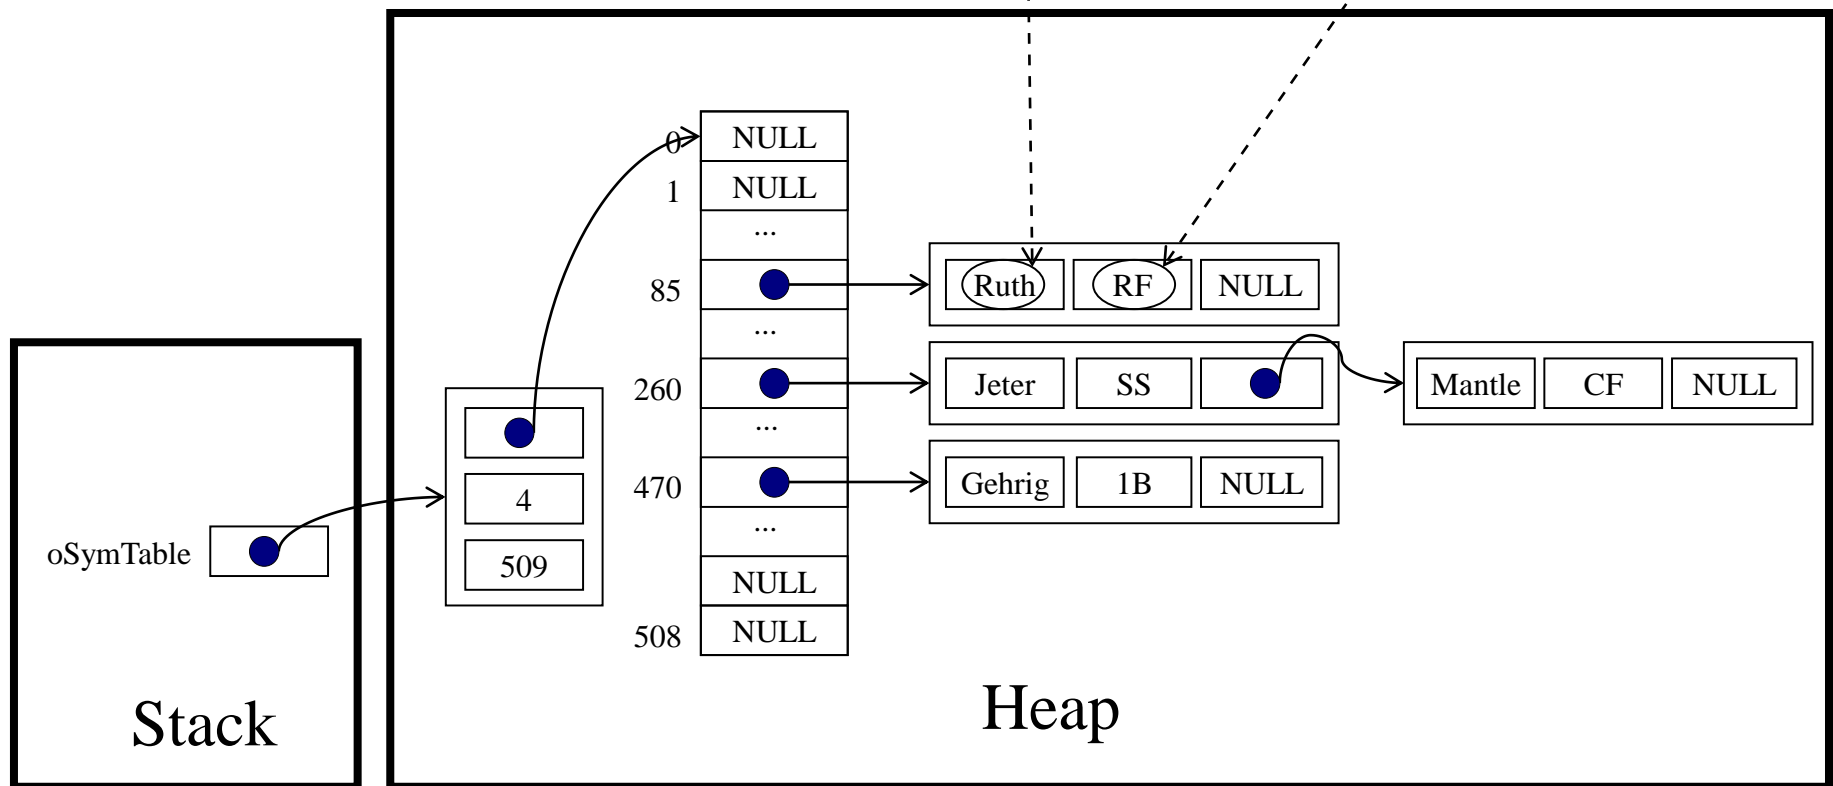 0 NULL
1 NULL
...
85 Ruth RF NULL
...
260 Jeter SS Mantle CF NULL
...
4
470 Gehrig 1B NULL
...
oSymTable
509
NULL
508 NULL
Stack
Heap